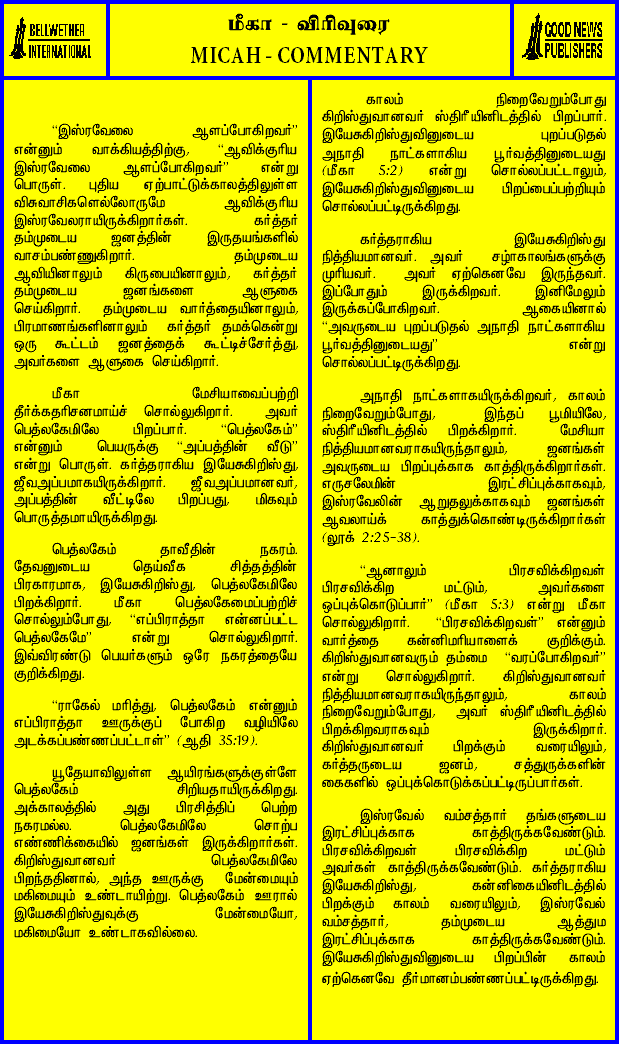 BELLWETHER
INTERNATIONAL
மீகா - விரிவுரை
MICAH - COMMENTARY
GOOD NEWS
PUBLISHERS
“இஸ்ரவேலை ஆளப்போகிறவர்”
என்னும் வாக்கியத்திற்கு, “ஆவிக்குரிய
இஸ்ரவேலை ஆளப்போகிறவர்” என்று
பொருள். புதிய ஏற்பாட்டுக்காலத்திலுள்ள
விசுவாசிகளெல்லோருமே ஆவிக்குரிய
இஸ்ரவேலராயிருக்கிறார்கள். கர்த்தர்
தம்முடைய ஜனத்தின் இருதயங்களில்
வாசம்பண்ணுகிறார். தம்முடைய
ஆவியினாலும் கிருபையினாலும், கர்த்தர்
தம்முடைய ஜனங்களை ஆளுகை
செய்கிறார். தம்முடைய வார்த்தையினாலும்,
பிரமாணங்களினாலும் கர்த்தர் தமக்கென்று
ஒரு கூட்டம் ஜனத்தைக் கூட்டிச்சேர்த்து,
அவர்களை ஆளுகை செய்கிறார்.
மீகா மேசியாவைப்பற்றி
தீர்க்கதரிசனமாய்ச் சொல்லுகிறார். அவர்
பெத்லகேமிலே பிறப்பார். “பெத்லகேம்”
என்னும் பெயருக்கு “அப்பத்தின் வீடு”
என்று பொருள். கர்த்தராகிய இயேசுகிறிஸ்து,
ஜீவஅப்பமாகயிருக்கிறார். ஜீவஅப்பமானவர்,
அப்பத்தின் வீட்டிலே பிறப்பது, மிகவும்
பொருத்தமாயிருக்கிறது.
பெத்லகேம் தாவீதின் நகரம்.
தேவனுடைய தெய்வீக சித்தத்தின்
பிரகாரமாக, இயேசுகிறிஸ்து, பெத்லகேமிலே
பிறக்கிறார். மீகா பெத்லகேமைப்பற்றிச்
சொல்லும்போது, “எப்பிராத்தா என்னப்பட்ட
பெத்லகேமே” என்று சொல்லுகிறார்.
இவ்விரண்டு பெயர்களும் ஒரே நகரத்தையே
குறிக்கிறது.
“ராகேல் மரித்து, பெத்லகேம் என்னும்
எப்பிராத்தா ஊருக்குப் போகிற வழியிலே
அடக்கப்பண்ணப்பட்டாள்” (ஆதி 35:19).
யூதேயாவிலுள்ள ஆயிரங்களுக்குள்ளே
பெத்லகேம் சிறியதாயிருக்கிறது.
அக்காலத்தில் அது பிரசித்திப் பெற்ற
நகரமல்ல. பெத்லகேமிலே சொற்ப
எண்ணிக்கையில் ஜனங்கள் இருக்கிறார்கள்.
கிறிஸ்துவானவர் பெத்லகேமிலே
பிறந்ததினால், அந்த ஊருக்கு மேன்மையும்
மகிமையும் உண்டாயிற்று. பெத்லகேம் ஊரால்
இயேசுகிறிஸ்துவுக்கு மேன்மையோ,
மகிமையோ உண்டாகவில்லை.
காலம் நிறைவேறும்போது
கிறிஸ்துவானவர் ஸ்திரீயினிடத்தில் பிறப்பார்.
இயேசுகிறிஸ்துவினுடைய புறப்படுதல்
அநாதி நாட்களாகிய பூர்வத்தினுடையது
(மீகா 5:2) என்று சொல்லப்பட்டாலும்,
இயேசுகிறிஸ்துவினுடைய பிறப்பைப்பற்றியும்
சொல்லப்பட்டிருக்கிறது.
கர்த்தராகிய இயேசுகிறிஸ்து
நித்தியமானவர். அவர் சழ்காலங்களுக்கு
முரியவர். அவர் ஏற்கெனவே இருந்தவர்.
இப்போதும் இருக்கிறவர். இனிமேலும்
இருக்கப்போகிறவர். ஆகையினால்
“அவருடைய புறப்படுதல் அநாதி நாட்களாகிய
பூர்வத்தினுடையது” என்று
சொல்லப்பட்டிருக்கிறது.
அநாதி நாட்களாகயிருக்கிறவர், காலம்
நிறைவேறும்போது, இந்தப் பூமியிலே,
ஸ்திரீயினிடத்தில் பிறக்கிறார். மேசியா
நித்தியமானவராகயிருந்தாலும், ஜனங்கள்
அவருடைய பிறப்புக்காக காத்திருக்கிறார்கள்.
எருசலேமின் இரட்சிப்புக்காகவும்,
இஸ்ரவேலின் ஆறுதலுக்காகவும் ஜனங்கள்
ஆவலாய்க் காத்துக்கொண்டிருக்கிறார்கள்
(லூக் 2:25-38).
“ஆனாலும் பிரசவிக்கிறவள்
பிரசவிக்கிற மட்டும், அவர்களை
ஒப்புக்கொடுப்பார்” (மீகா 5:3) என்று மீகா
சொல்லுகிறார். “பிரசவிக்கிறவள்” என்னும்
வார்த்தை கன்னிமரியாளைக் குறிக்கும்.
கிறிஸ்துவானவரும் தம்மை “வரப்போகிறவர்”
என்று சொல்லுகிறார். கிறிஸ்துவானவர்
நித்தியமானவராகயிருந்தாலும், காலம்
நிறைவேறும்போது, அவர் ஸ்திரீயினிடத்தில்
பிறக்கிறவராகவும் இருக்கிறார்.
கிறிஸ்துவானவர் பிறக்கும் வரையிலும்,
கர்த்தருடைய ஜனம், சத்துருக்களின்
கைகளில் ஒப்புக்கொடுக்கப்பட்டிருப்பார்கள்.
இஸ்ரவேல் வம்சத்தார் தங்களுடைய
இரட்சிப்புக்காக காத்திருக்கவேண்டும்.
பிரசவிக்கிறவள் பிரசவிக்கிற மட்டும்
அவர்கள் காத்திருக்கவேண்டும். கர்த்தராகிய
இயேசுகிறிஸ்து, கன்னிகையினிடத்தில்
பிறக்கும் காலம் வரையிலும், இஸ்ரவேல்
வம்சத்தார், தம்முடைய ஆத்தும
இரட்சிப்புக்காக காத்திருக்கவேண்டும்.
இயேசுகிறிஸ்துவினுடைய பிறப்பின் காலம்
ஏற்கெனவே தீர்மானம்பண்ணப்பட்டிருக்கிறது.